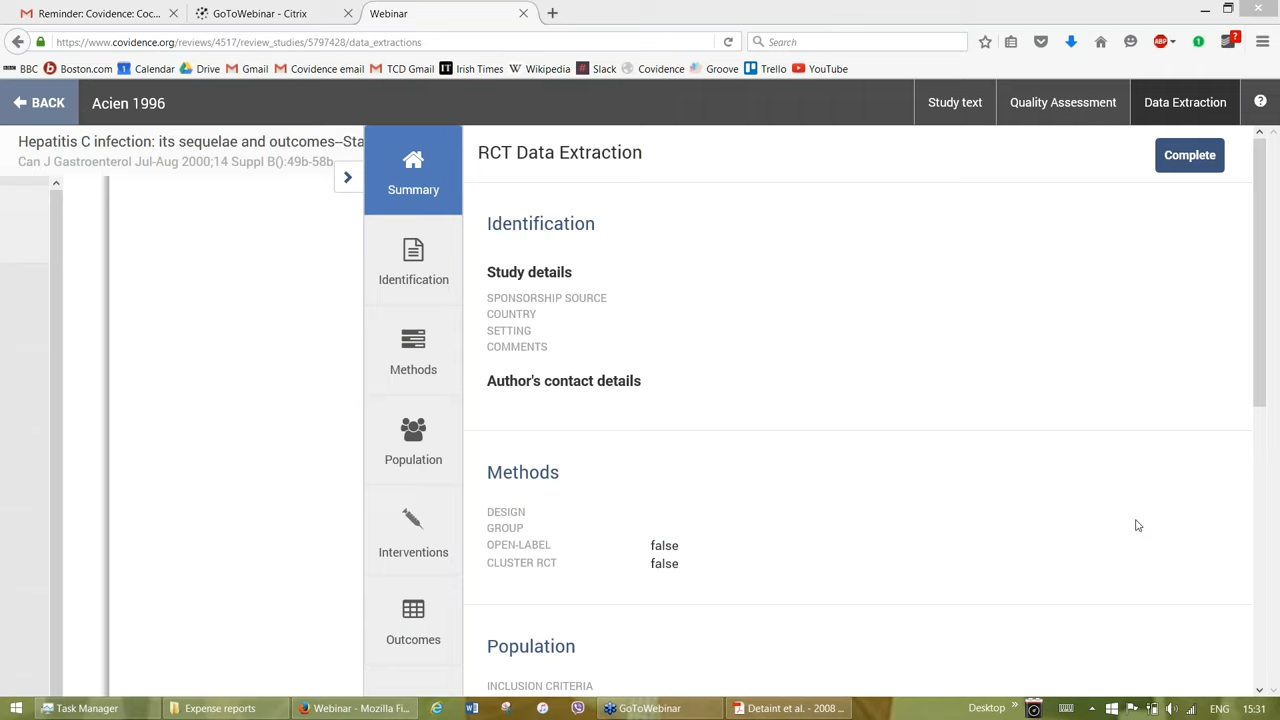 Reminder: Covidence: Coc...
GoToWebinar - Citrix
Webinar
https://www.covidence.org/reviews/4517/review_studies/5797428/data_extractions
Search
ABP
1
?
BBC Boston.com 1 Calendar Drive Gmail Covidence email TCD Gmail IT Irish Times W Wikipedia Slack Covidence Groove Trello YouTube
BACK
Acien 1996
Study text
Quality Assessment
Data Extraction
?
Hepatitis C infection: its sequelae and outcomes--Sta
Can J Gastroenterol Jul-Aug 2000;14 Suppl B():49b-58b
Summary
Identification
Methods
Population
Interventions
Outcomes
RCT Data Extraction
Complete
Identification
Study details
SPONSORSHIP SOURCE
COUNTRY
SETTING
COMMENTS
Author's contact details
Methods
DESIGN
GROUP
OPEN-LABEL false
CLUSTER RCT false
Population
INCLUSION CRITERIA
Task Manager
Expense reports
Webinar - Mozilla Fi...
GoToWebinar
Detaint et al. - 2008 ...
Desktop
ENG
15:31